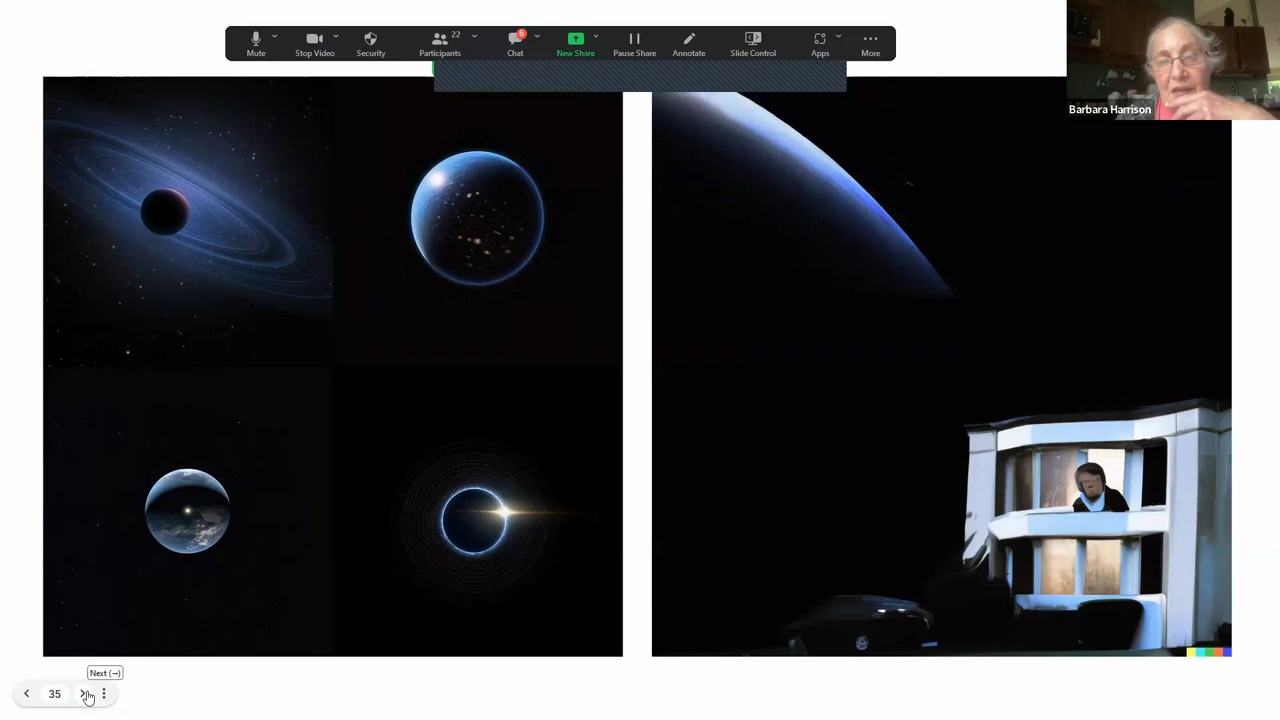 22
6
Mute
Stop Video
Security
Participants
Chat
New Share
Pause Share
Annotate
Slide Control
Apps
More
Barbara Harrison
Next (→)
35